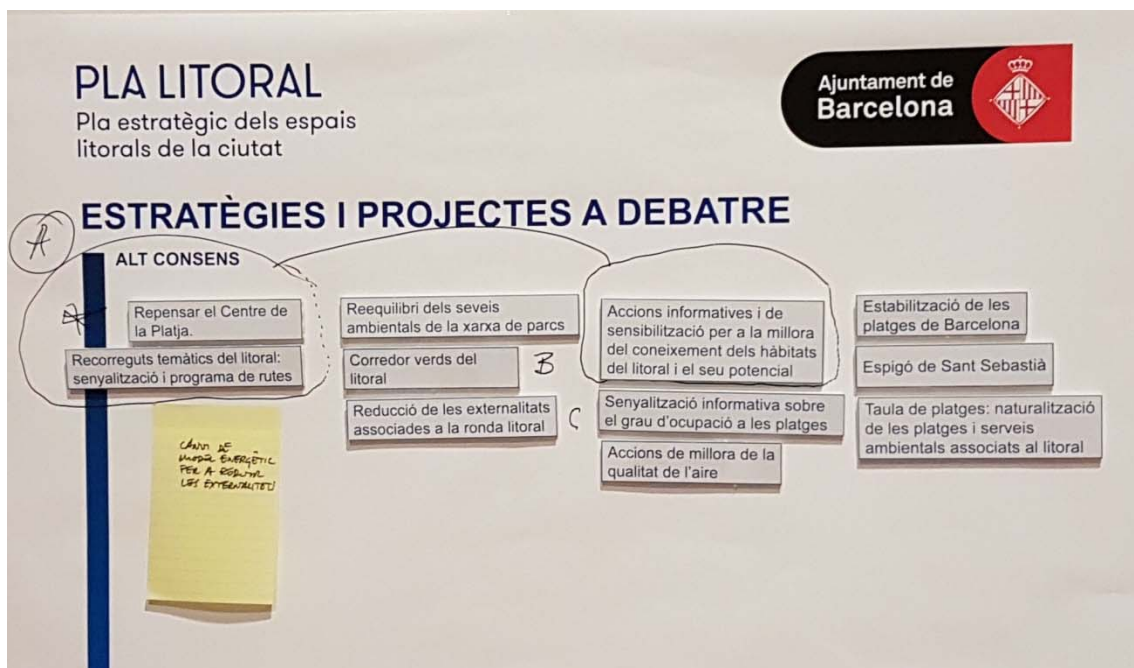 PLA LITORAL
Pla estratègic dels espais
litorals de la ciutat
Ajuntament de
Barcelona
ESTRATÈGIES I PROJECTES A DEBATRE
A
ALT CONSENS
Repensar el Centre de
la Platja.
Recorreguts temàtics del litoral:
senyalització i programa de rutes
CANVI DE
MODEL ENERGÈTIC
PER A REDUIR
LES EXTERNALITATS
Reequilibri dels seveis
ambientals de la xarxa de parcs
Corredor verds del
litoral
B
Reducció de les externalitats
associades a la ronda litoral
C
Accions informatives i de
sensibilització per a la millora
del coneixement dels hàbitats
del litoral i el seu potencial
Senyalització informativa sobre
el grau d'ocupació a les platges
Accions de millora de la
qualitat de l'aire
Estabilització de les
platges de Barcelona
Espigó de Sant Sebastià
Taula de platges: naturalització
de les platges i serveis
ambientals associats al litoral